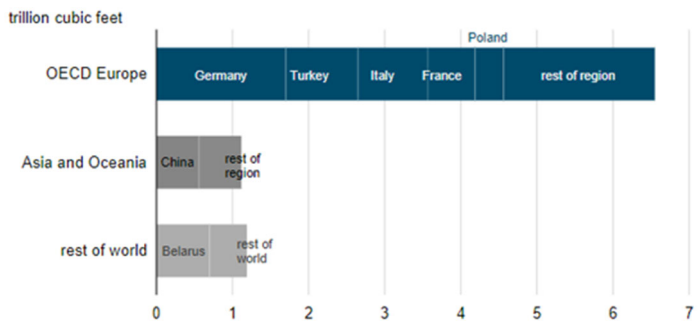 trillion cubic feet
Poland
OECD Europe
Germany
Turkey
Italy
France
rest of region
Asia and Oceania
China
rest of
region
rest of world
Belarus
rest of
world
0 1 2 3 4 5 6 7